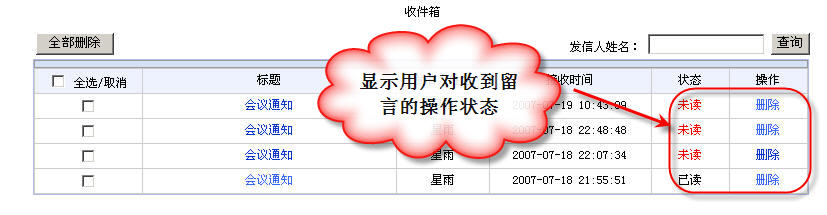 收件箱
全部删除 发信人姓名： 查询
全选/取消 标题 收时间 状态 操作
会议通知 2007-07-19 10:43:09 未读 删除
会议通知 星雨 2007-07-18 22:48:48 未读 删除
会议通知 星雨 2007-07-18 22:07:34 未读 删除
会议通知 星雨 2007-07-18 21:55:51 已读 删除
显示用户对收到留
言的操作状态